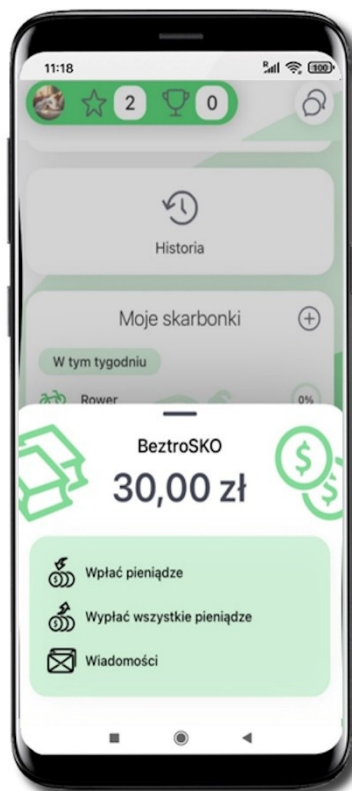 11:18
R
100
2
0
Historia
Moje skarbonki
W tym tygodniu
Rower
0%
BeztroSKO
30,00 zł
Wpłać pieniądze
Wypłać wszystkie pieniądze
Wiadomości